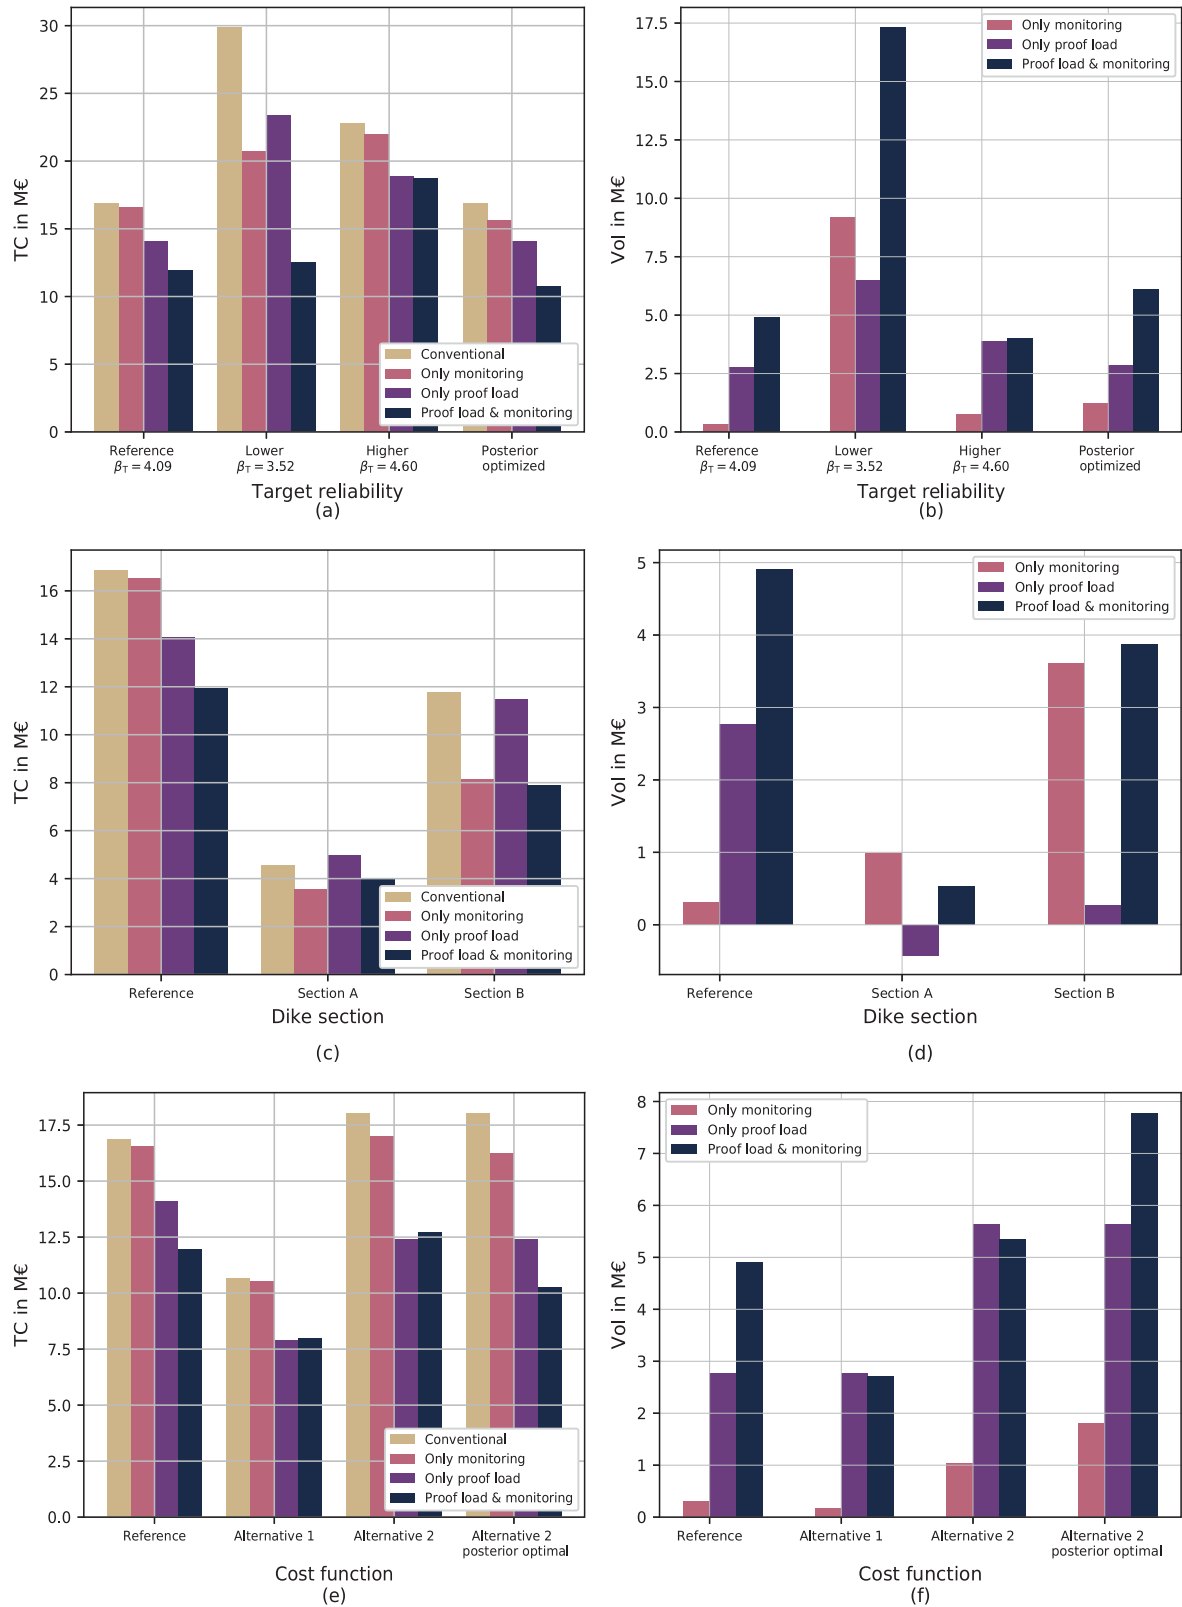 30
25
20
15
10
5
0
TC in M€
Conventional
Only monitoring
Only proof load
Proof load & monitoring
Reference
βT = 4.09
Lower
βT = 3.52
Higher
βT = 4.60
Posterior
optimized
Target reliability
(a)
17.5
15.0
12.5
10.0
7.5
5.0
2.5
0.0
VoI in M€
Only monitoring
Only proof load
Proof load & monitoring
Reference
βT = 4.09
Lower
βT = 3.52
Higher
βT = 4.60
Posterior
optimized
Target reliability
(b)
16
14
12
10
8
6
4
2
0
TC in M€
Conventional
Only monitoring
Only proof load
Proof load & monitoring
Reference
Section A
Section B
Dike section
(c)
5
4
3
2
1
0
VoI in M€
Only monitoring
Only proof load
Proof load & monitoring
Reference
Section A
Section B
Dike section
(d)
17.5
15.0
12.5
10.0
7.5
5.0
2.5
0.0
TC in M€
Conventional
Only monitoring
Only proof load
Proof load & monitoring
Reference
Alternative 1
Alternative 2
Alternative 2
posterior optimal
Cost function
(e)
8
7
6
5
4
3
2
1
0
VoI in M€
Only monitoring
Only proof load
Proof load & monitoring
Reference
Alternative 1
Alternative 2
Alternative 2
posterior optimal
Cost function
(f)